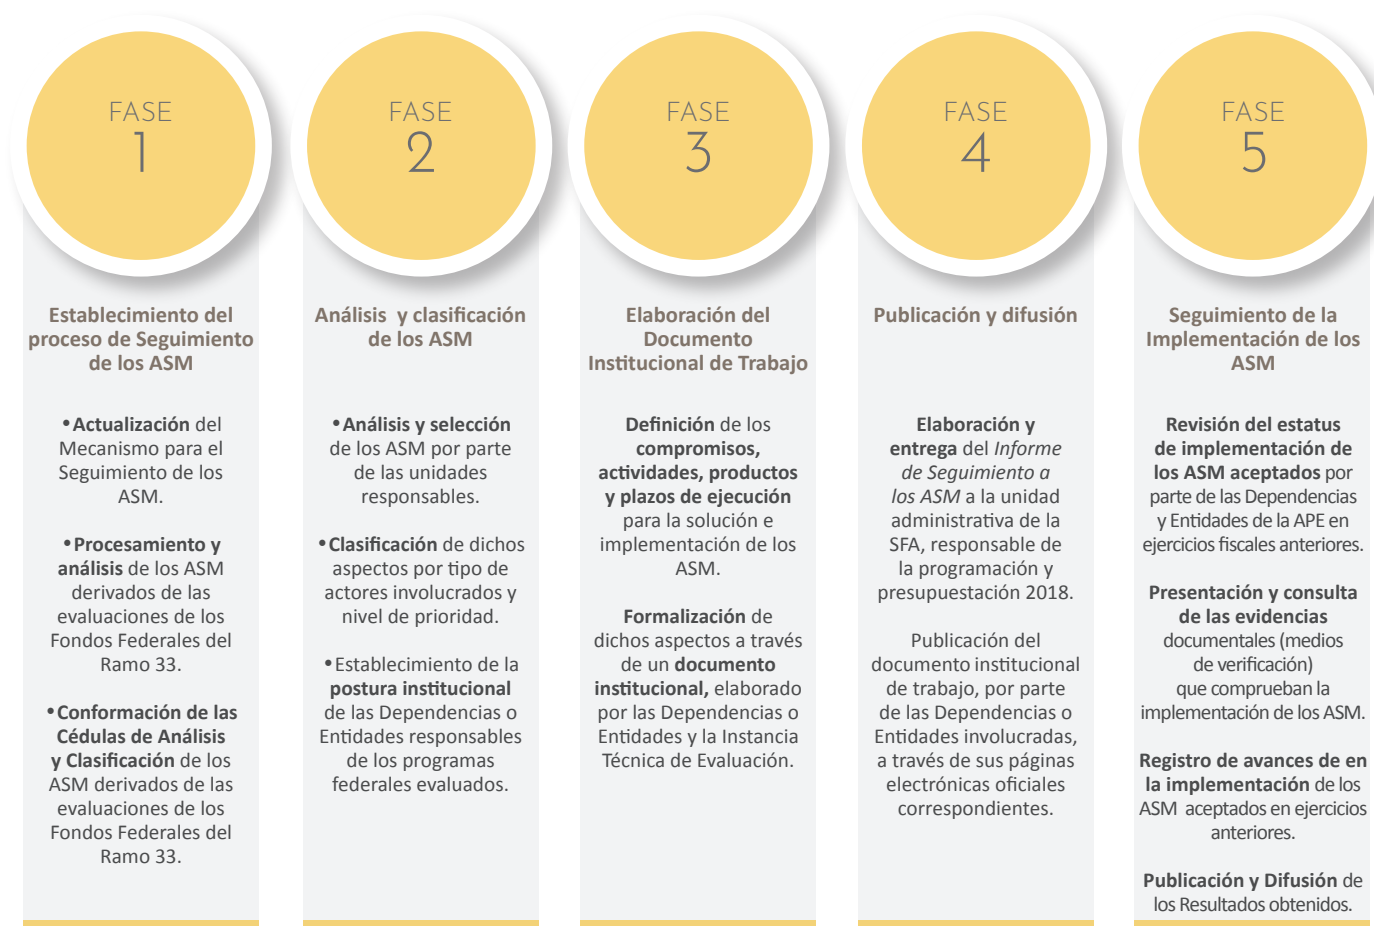 FASE
1
Establecimiento del
proceso de Seguimiento
de los ASM
•Actualización del
Mecanismo para el
Seguimiento de los
ASM.
•Procesamiento y
análisis de los ASM
derivados de las
evaluaciones de los
Fondos Federales del
Ramo 33.
•Conformación de las
Cédulas de Análisis
y Clasificación de los
ASM derivados de las
evaluaciones de los
Fondos Federales del
Ramo 33.
FASE
2
Análisis y clasificación
de los ASM
•Análisis y selección
de los ASM por parte
de las unidades
responsables.
•Clasificación de dichos
aspectos por tipo de
actores involucrados y
nivel de prioridad.
•Establecimiento de la
postura institucional
de las Dependencias o
Entidades responsables
de los programas
federales evaluados.
FASE
3
Elaboración del
Documento
Institucional de Trabajo
Definición de los
compromisos,
actividades, productos
y plazos de ejecución
para la solución e
implementación de los
ASM.
Formalización de
dichos aspectos a través
de un documento
institucional, elaborado
por las Dependencias o
Entidades y la Instancia
Técnica de Evaluación.
FASE
4
Publicación y difusión
Elaboración y
entrega del Informe
de Seguimiento a
los ASM a la unidad
administrativa de la
SFA, responsable de
la programación y
presupuestación 2018.
Publicación del
documento institucional
de trabajo, por parte
de las Dependencias o
Entidades involucradas,
a través de sus páginas
electrónicas oficiales
correspondientes.
FASE
5
Seguimiento de la
Implementación de los
ASM
Revisión del estatus
de implementación de
los ASM aceptados por
parte de las Dependencias
y Entidades de la APE en
ejercicios fiscales anteriores.
Presentación y consulta
de las evidencias
documentales (medios
de verificación)
que comprueban la
implementación de los ASM.
Registro de avances de en
la implementación de los
ASM aceptados en ejercicios
anteriores.
Publicación y Difusión de
los Resultados obtenidos.